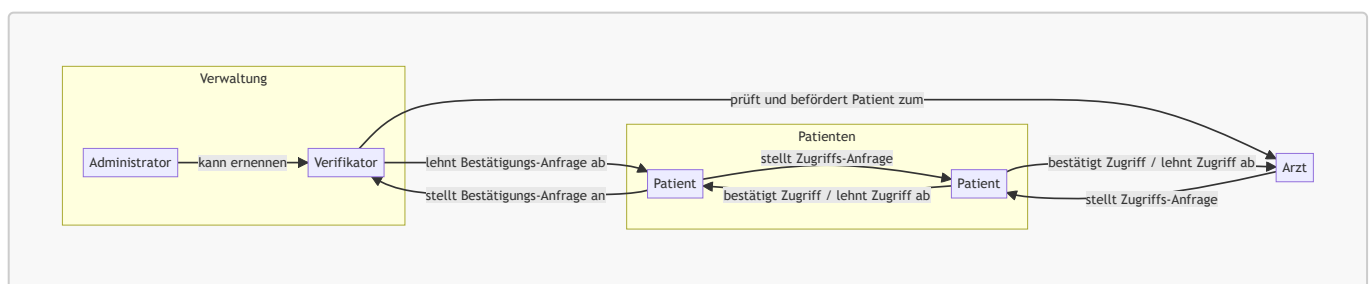 Verwaltung
prüft und befördert Patient zum
Patienten
Administrator
kann ernennen
Verifikator
lehnt Bestätigungs-Anfrage ab
stellt Zugriffs-Anfrage
bestätigt Zugriff / lehnt Zugriff ab
Arzt
Patient
Patient
stellt Bestätigungs-Anfrage an
bestätigt Zugriff / lehnt Zugriff ab
stellt Zugriffs-Anfrage